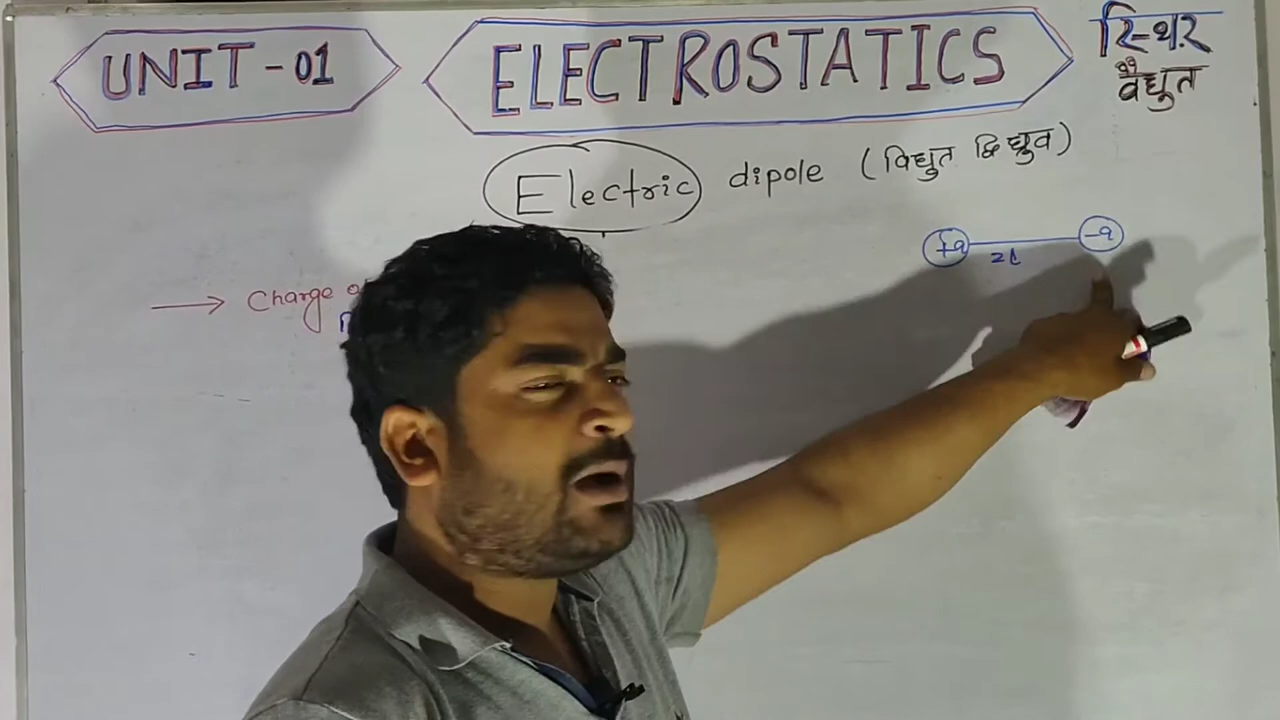 UNIT - 01
ELECTROSTATICS
स्थिर
वैद्युत
Electric dipole (विद्युत द्विध्रुव)
+q -q
2l
→ Charge